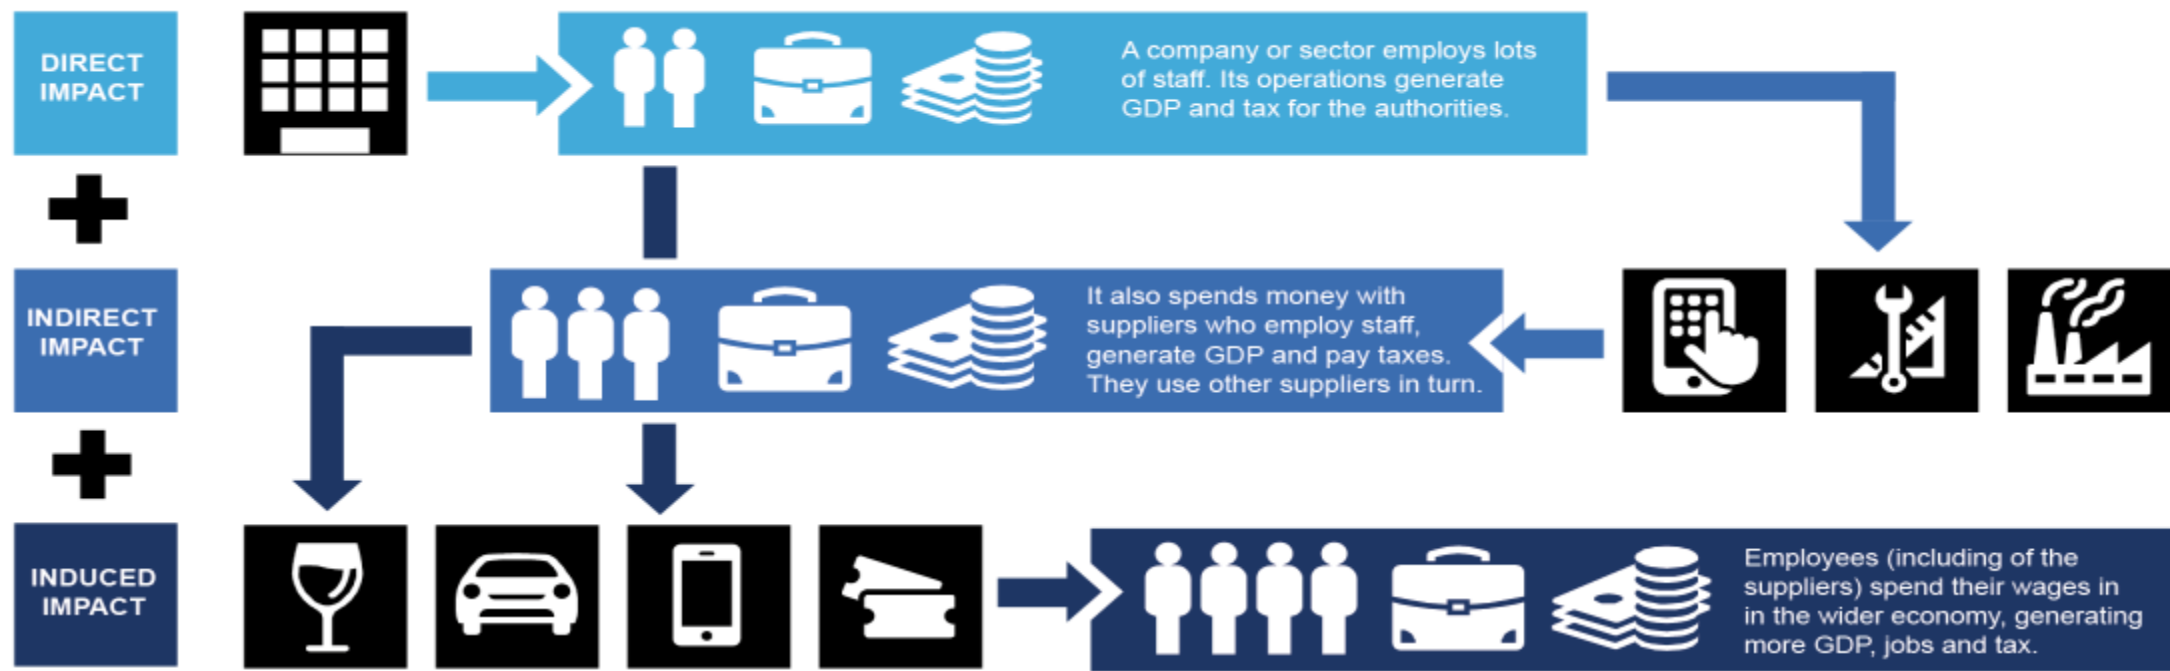 DIRECT
IMPACT
A company or sector employs lots
of staff. Its operations generate
GDP and tax for the authorities.
INDIRECT
IMPACT
It also spends money with
suppliers who employ staff,
generate GDP and pay taxes.
They use other suppliers in turn.
INDUCED
IMPACT
Employees (including of the
suppliers) spend their wages in
in the wider economy, generating
more GDP, jobs and tax.